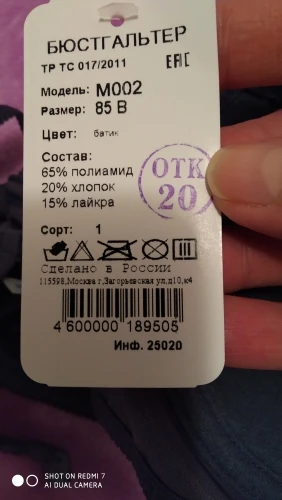 БЮСТГАЛЬТЕР
ТР ТС 017/2011 ЕАС
Модель: М002
Размер: 85 В
Цвет: батик
Состав:
65% полиамид
20% хлопок
15% лайкра
ОТК
20
Сорт: 1
Сделано в России
115598,Москва г,Загорьевская ул,д10,к4
4 600000 189505
Инф. 25020
SHOT ON REDMI 7
AI DUAL CAMERA